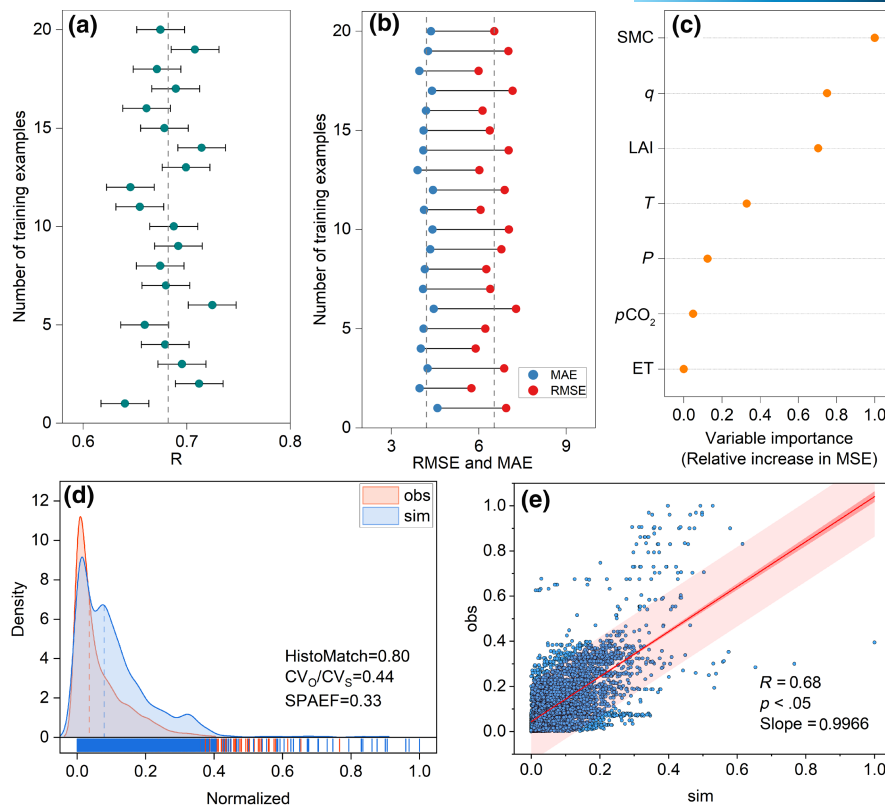 (a)
20
15
10
5
0
Number of training examples
0.6 0.7 0.8
R
(b)
20
15
10
5
0
Number of training examples
MAE
RMSE
3 6 9
RMSE and MAE
(c)
SMC
q
LAI
T
P
pCO₂
ET
0.0 0.3 0.6 0.8 1.0
Variable importance
(Relative increase in MSE)
(d)
obs
sim
12
10
8
6
4
2
0
Density
HistoMatch=0.80
CV_O/CV_S=0.44
SPAEF=0.33
0.0 0.2 0.4 0.6 0.8 1.0
Normalized
(e)
1.0
0.8
0.6
0.4
0.2
0.0
obs
R = 0.68
p < .05
Slope = 0.9966
0.0 0.2 0.4 0.6 0.8 1.0
sim